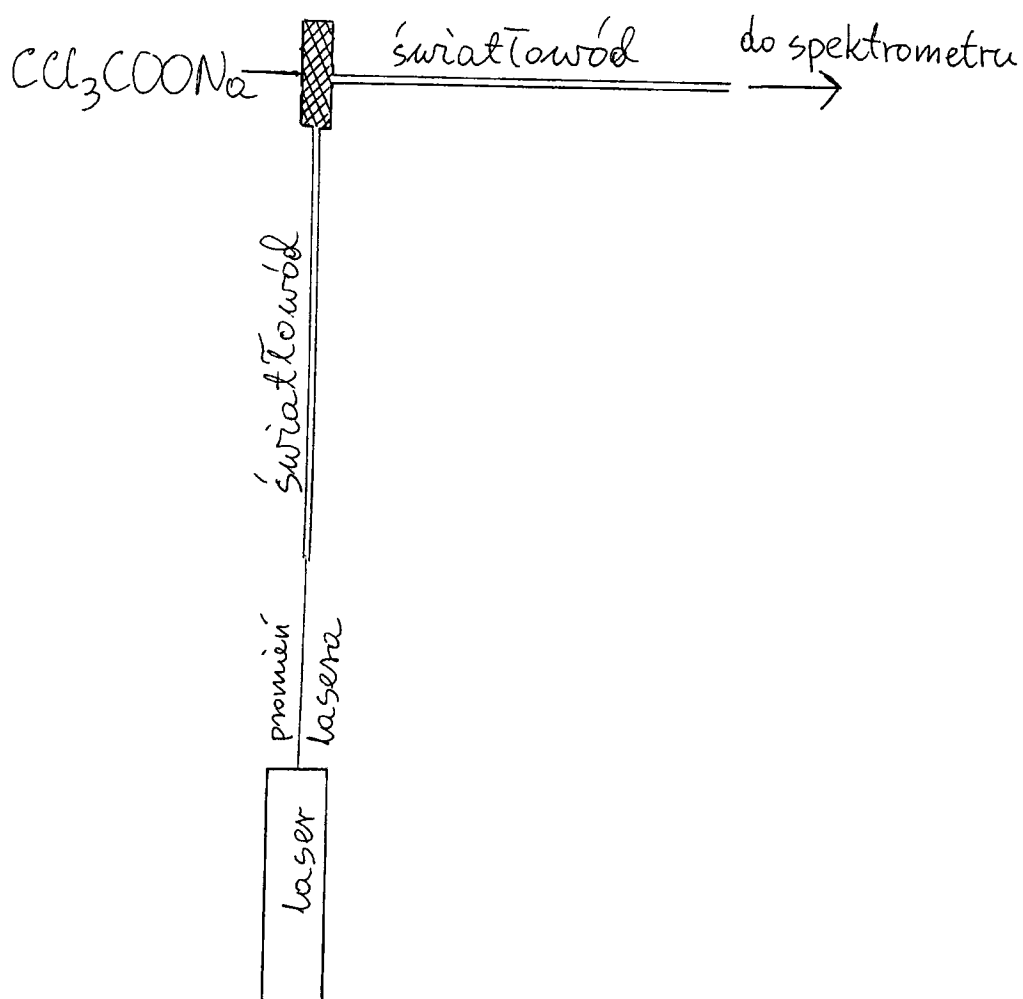 CCl₃COONa
światłowód
do spektrometru
światłowód
promień
lasera
laser